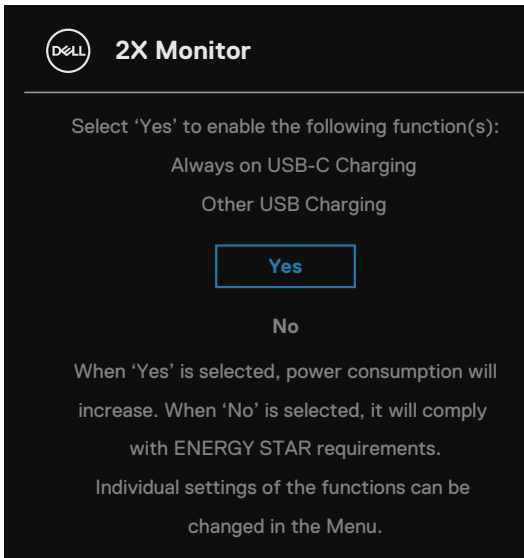 DELL
2X Monitor
Select ‘Yes’ to enable the following function(s):
Always on USB-C Charging
Other USB Charging
Yes
No
When ‘Yes’ is selected, power consumption will
increase. When ‘No’ is selected, it will comply
with ENERGY STAR requirements.
Individual settings of the functions can be
changed in the Menu.